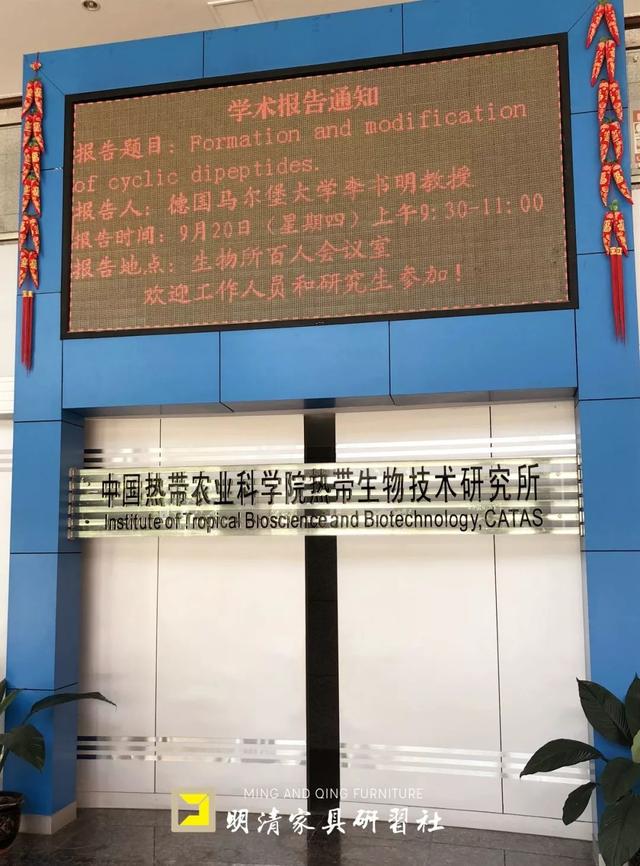 学术报告通知
报告题目：Formation and modification
of cyclic dipeptides.
报告人：德国马尔堡大学李书明教授
报告时间：9月20日（星期四）上午9:30-11:00
报告地点：生物所百人会议室
欢迎工作人员和研究生参加！
中国热带农业科学院热带生物技术研究所
Institute of Tropical Bioscience and Biotechnology, CATAS
MING AND QING FURNITURE
明清家具研習社